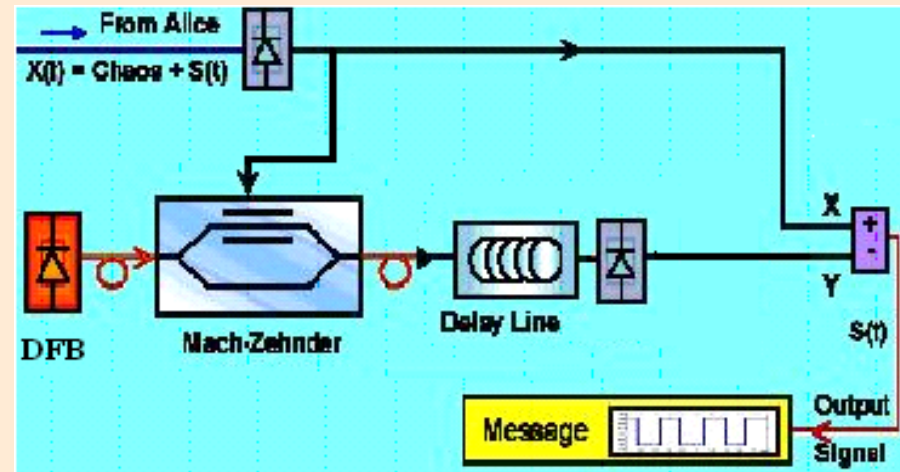 From Alice
X(t) = Chaos + S(t)
X
+
-
Y
DFB
Mach-Zehnder
Delay Line
S(t)
Message
Output
Signal